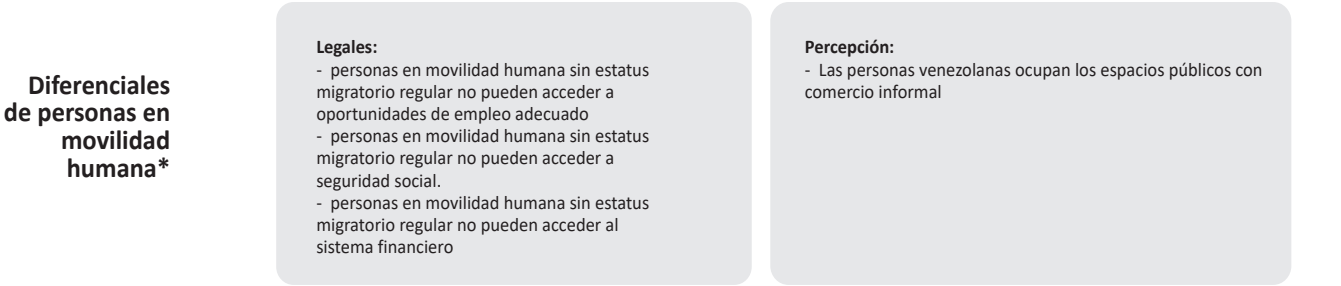 Diferenciales
de personas en
movilidad
humana*
Legales:
- personas en movilidad humana sin estatus
migratorio regular no pueden acceder a
oportunidades de empleo adecuado
- personas en movilidad humana sin estatus
migratorio regular no pueden acceder a
seguridad social.
- personas en movilidad humana sin estatus
migratorio regular no pueden acceder al
sistema financiero
Percepción:
- Las personas venezolanas ocupan los espacios públicos con
comercio informal